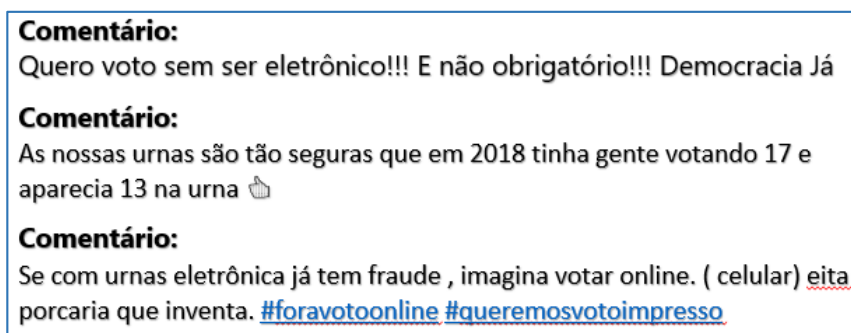 Comentário:
Quero voto sem ser eletrônico!!! E não obrigatório!!! Democracia Já
Comentário:
As nossas urnas são tão seguras que em 2018 tinha gente votando 17 e
aparecia 13 na urna 👆
Comentário:
Se com urnas eletrônica já tem fraude , imagina votar online. ( celular) eita
porcaria que inventa. #foravotoonline #queremosvotoimpresso